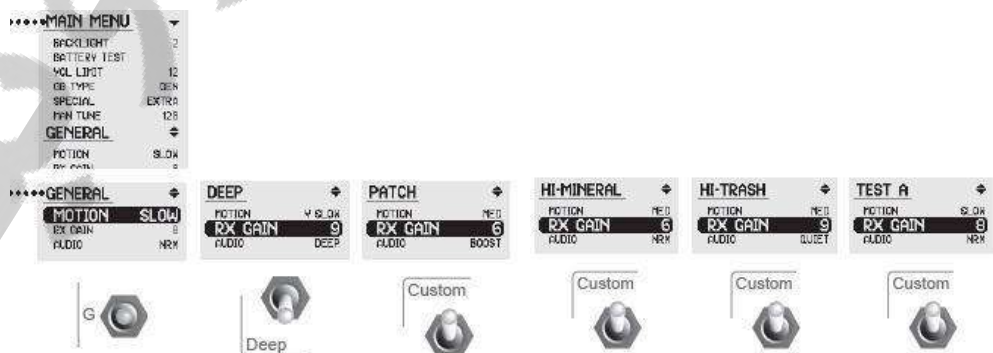 MAIN MENU
BACKLIGHT 2
BATTERY TEST
VOL LIMIT 12
GB TYPE GEN
SPECIAL EXTRA
MAN TUNE 128
GENERAL
MOTION SLOW
RX GAIN 8
GENERAL
MOTION SLOW
RX GAIN 8
AUDIO NRM
DEEP
MOTION V SLOW
RX GAIN 9
AUDIO DEEP
PATCH
MOTION MED
RX GAIN 6
AUDIO BOOST
HI-MINERAL
MOTION MED
RX GAIN 6
AUDIO NRM
HI-TRASH
MOTION MED
RX GAIN 9
AUDIO QUIET
TEST A
MOTION SLOW
RX GAIN 8
AUDIO NRM
G
Deep
Custom
Custom
Custom
Custom